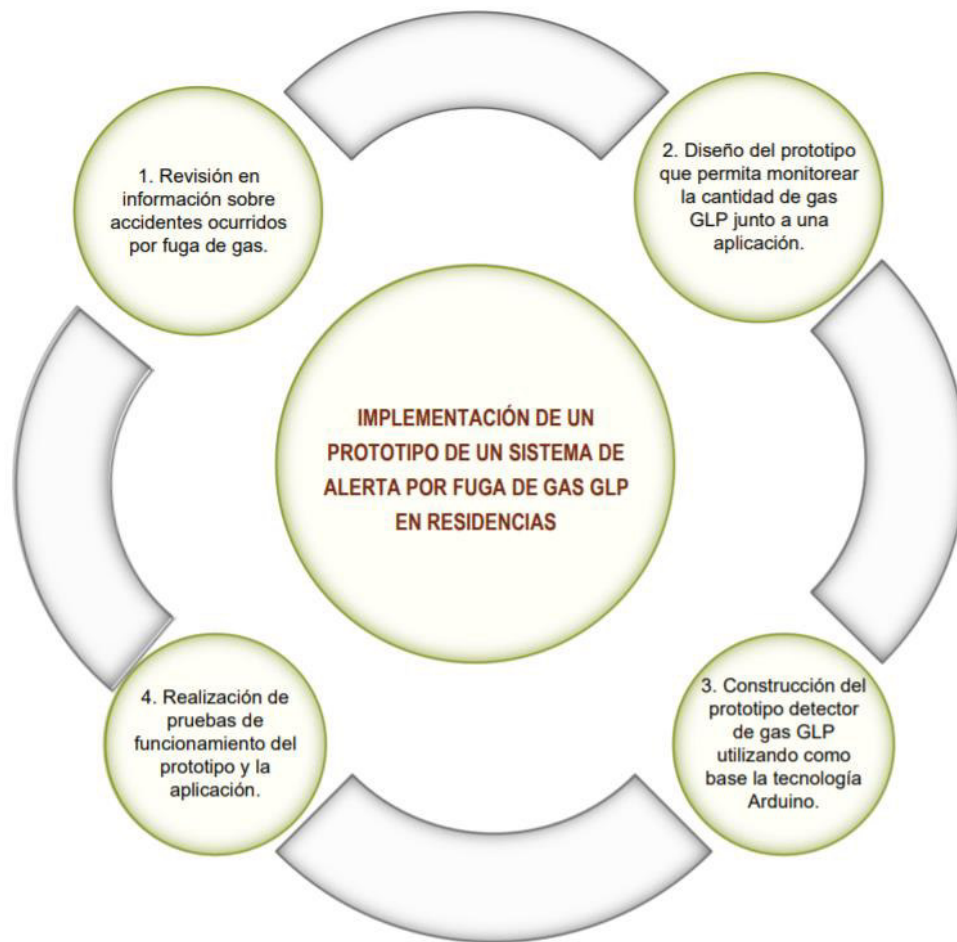 1. Revisión en
información sobre
accidentes ocurridos
por fuga de gas.
2. Diseño del prototipo
que permita monitorear
la cantidad de gas
GLP junto a una
aplicación.
IMPLEMENTACIÓN DE UN
PROTOTIPO DE UN SISTEMA DE
ALERTA POR FUGA DE GAS GLP
EN RESIDENCIAS
3. Construcción del
prototipo detector
de gas GLP
utilizando como
base la tecnología
Arduino.
4. Realización de
pruebas de
funcionamiento del
prototipo y la
aplicación.